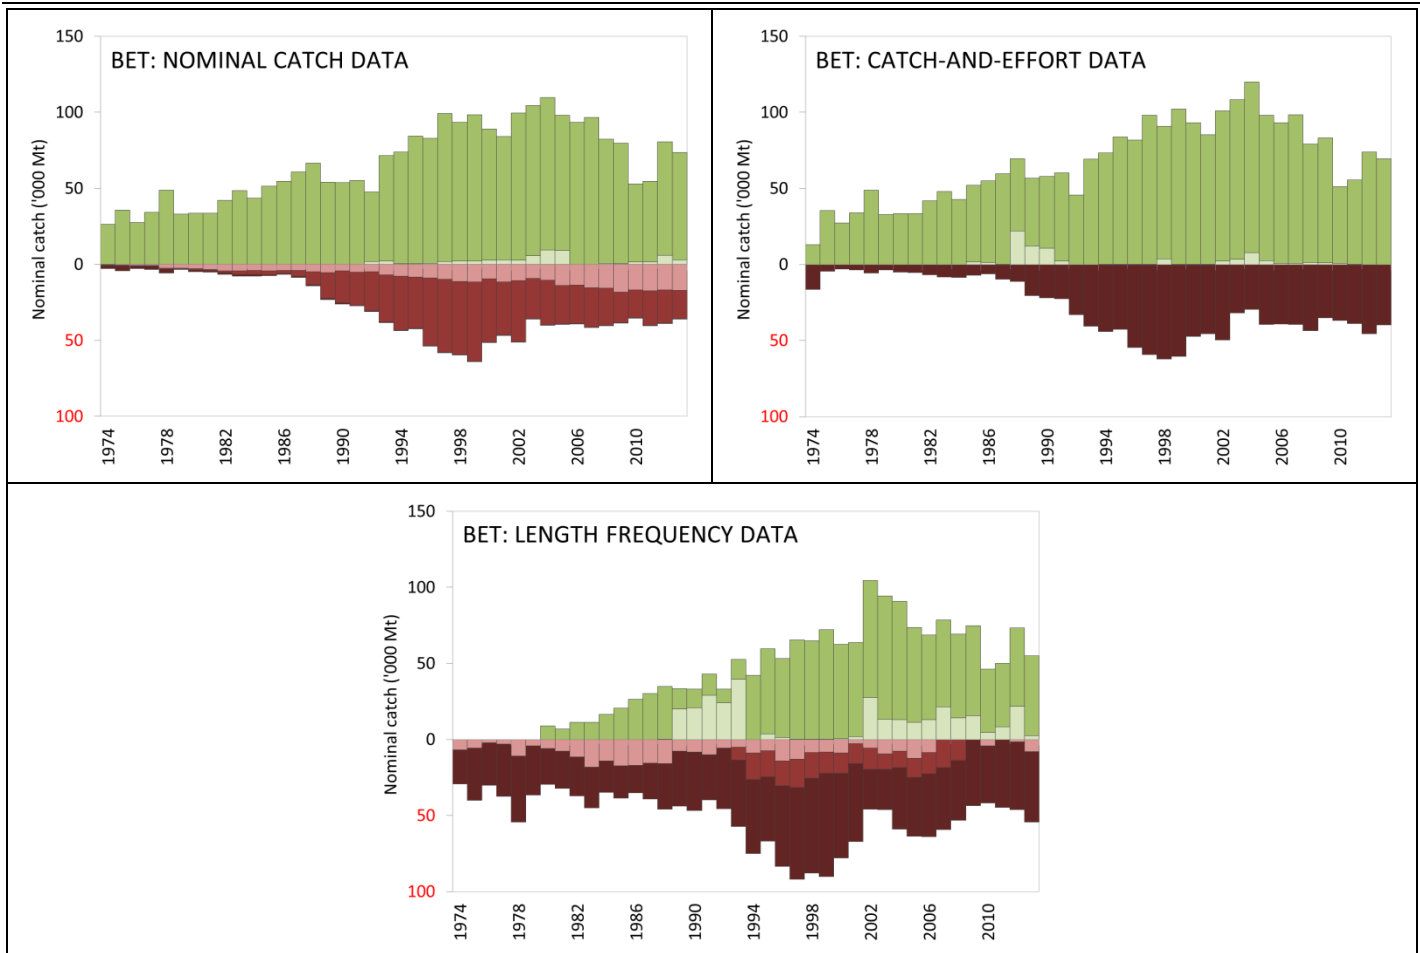 BET: NOMINAL CATCH DATA
Nominal catch ('000 Mt)
150
100
50
0
50
100
1974 1978 1982 1986 1990 1994 1998 2002 2006 2010
BET: CATCH-AND-EFFORT DATA
Nominal catch ('000 Mt)
150
100
50
0
50
100
1974 1978 1982 1986 1990 1994 1998 2002 2006 2010
BET: LENGTH FREQUENCY DATA
Nominal catch ('000 Mt)
150
100
50
0
50
100
1974 1978 1982 1986 1990 1994 1998 2002 2006 2010